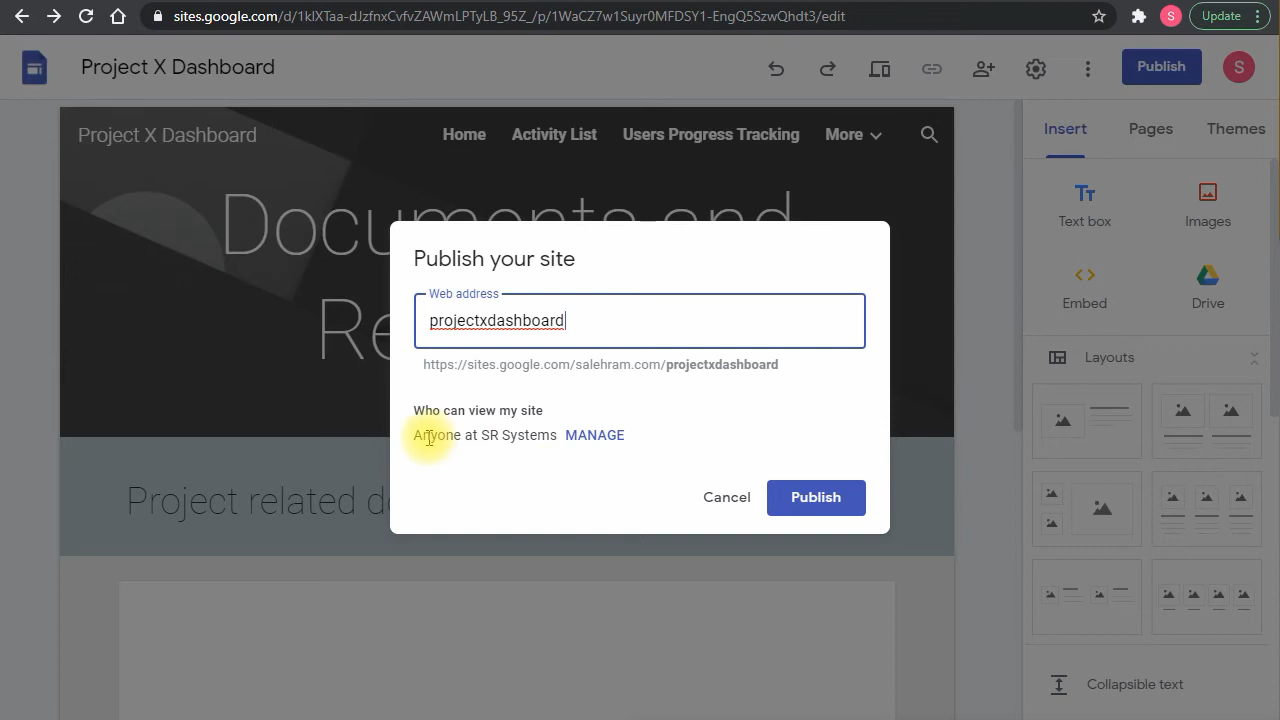 sites.google.com/d/1klXTaa-dJzfnxCvfvZAWmLPTyLB_95Z_/p/1WaCZ7w1Suyr0MFDSY1-EngQ5SzwQhdt3/edit
S
Update
Project X Dashboard
Publish
S
Project X Dashboard
Home
Activity List
Users Progress Tracking
More
Insert
Pages
Themes
Documents and
Re
Project related d
Publish your site
Web address
projectxdashboard
https://sites.google.com/salehram.com/projectxdashboard
Who can view my site
Anyone at SR Systems MANAGE
Cancel
Publish
Text box
Images
Embed
Drive
Layouts
Collapsible text